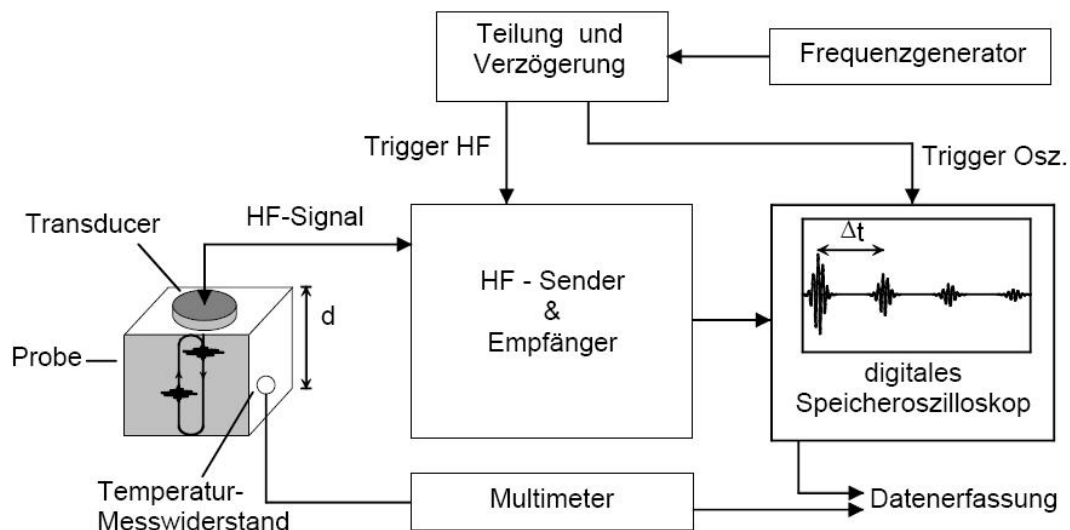 Teilung und
Verzögerung
Frequenzgenerator
Trigger HF
Trigger Osz.
Transducer
HF-Signal
Δt
d
HF - Sender
&
Empfänger
Probe
digitales
Speicheroszilloskop
Temperatur-
Messwiderstand
Multimeter
Datenerfassung